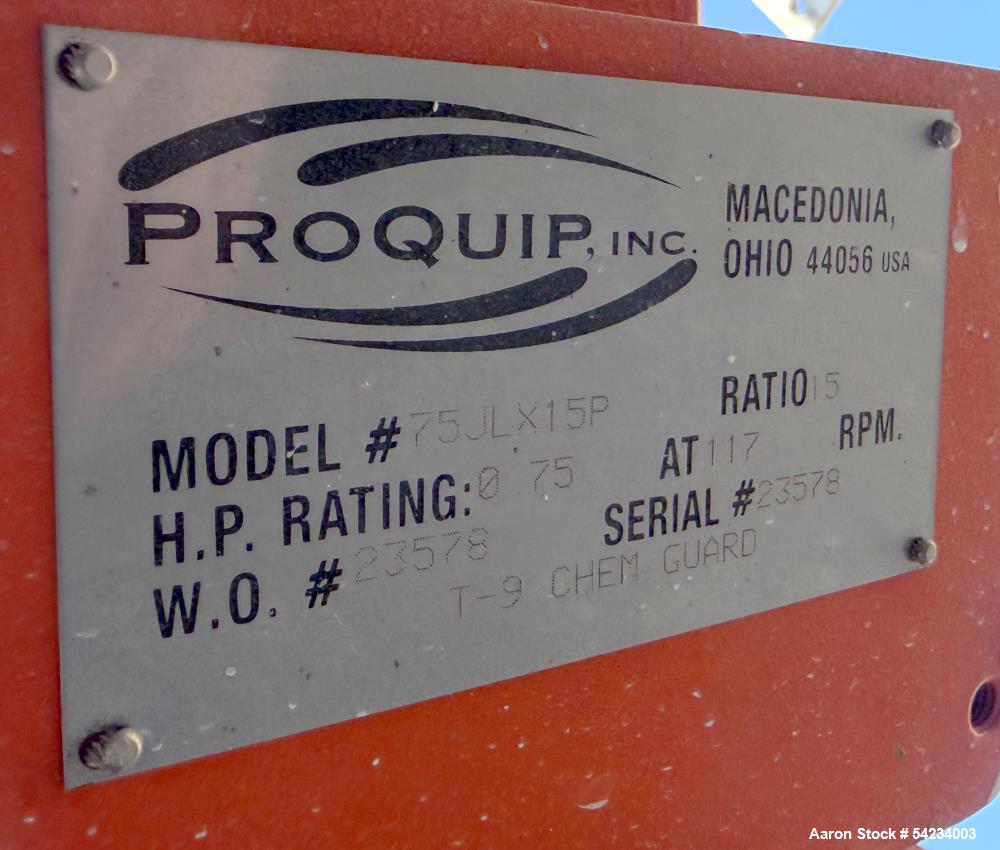 PROQUIP, INC.
MACEDONIA,
OHIO 44056 USA
MODEL # 75JLX15P RATIO 15
H.P. RATING: 0 75 AT 117 RPM.
W.O. # 23578 SERIAL # 23578
T-9 CHEM GUARD
Aaron Stock # 54234003